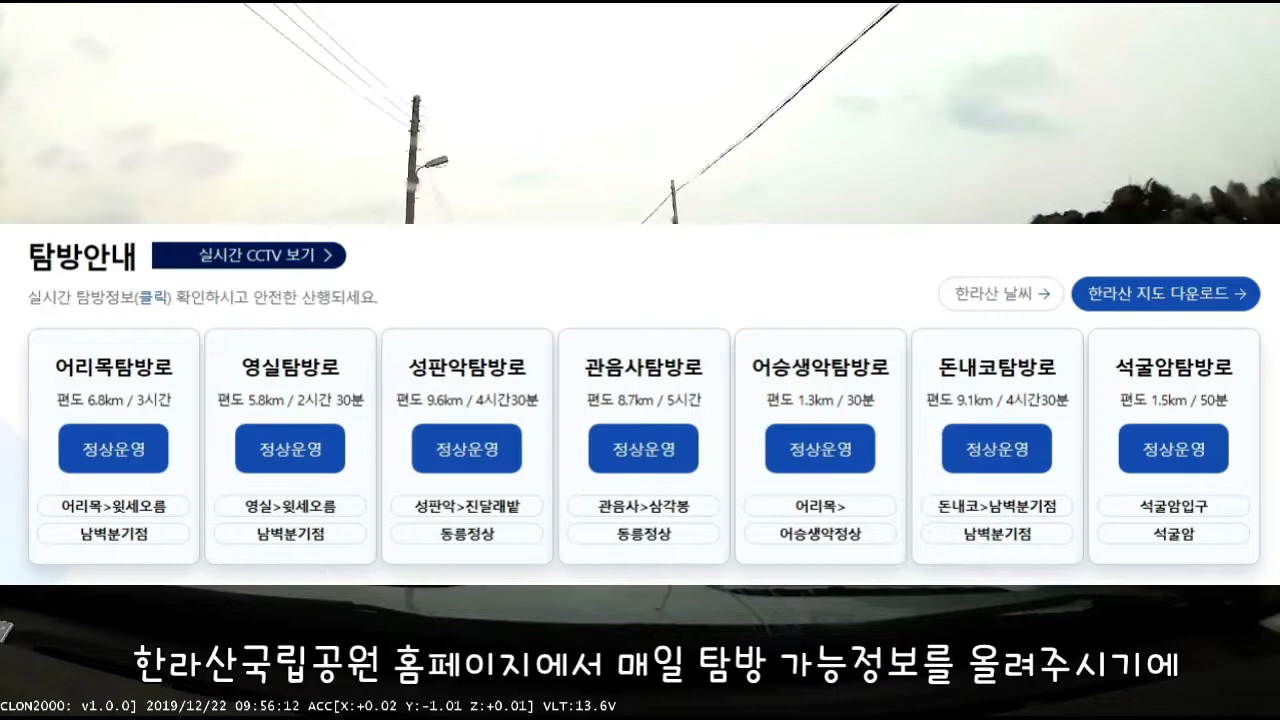 탐방안내 실시간 CCTV 보기 >
실시간 탐방정보(클릭) 확인하시고 안전한 산행되세요.
한라산 날씨 → 한라산 지도 다운로드 →
어리목탐방로
편도 6.8km / 3시간
정상운영
어리목>윗세오름
남벽분기점
영실탐방로
편도 5.8km / 2시간 30분
정상운영
영실>윗세오름
남벽분기점
성판악탐방로
편도 9.6km / 4시간30분
정상운영
성판악>진달래밭
동릉정상
관음사탐방로
편도 8.7km / 5시간
정상운영
관음사>삼각봉
동릉정상
어승생악탐방로
편도 1.3km / 30분
정상운영
어리목>
어승생악정상
돈내코탐방로
편도 9.1km / 4시간30분
정상운영
돈내코>남벽분기점
남벽분기점
석굴암탐방로
편도 1.5km / 50분
정상운영
석굴암입구
석굴암
한라산국립공원 홈페이지에서 매일 탐방 가능정보를 올려주시기에
CLON2000: v1.0.0] 2019/12/22 09:56:12 ACC[X:+0.02 Y:-1.01 Z:+0.01] VLT:13.6V